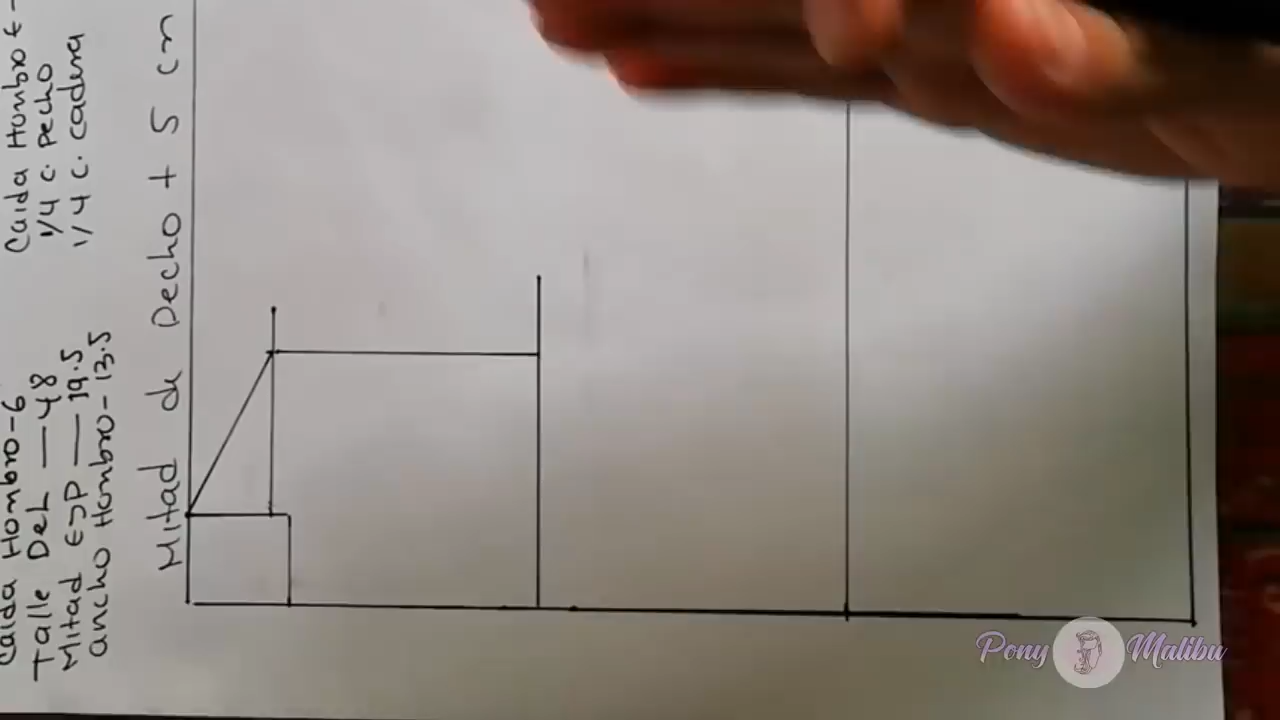 Caida Hombro-6
Talle Del — 48
Mitad ESP — 19.5
ancho Hombro-13.5
Caida Hombro E -
1/4 C. Pecho
1/4 C. cadera
Mitad de Pecho + 5 cm
Pony Malibu